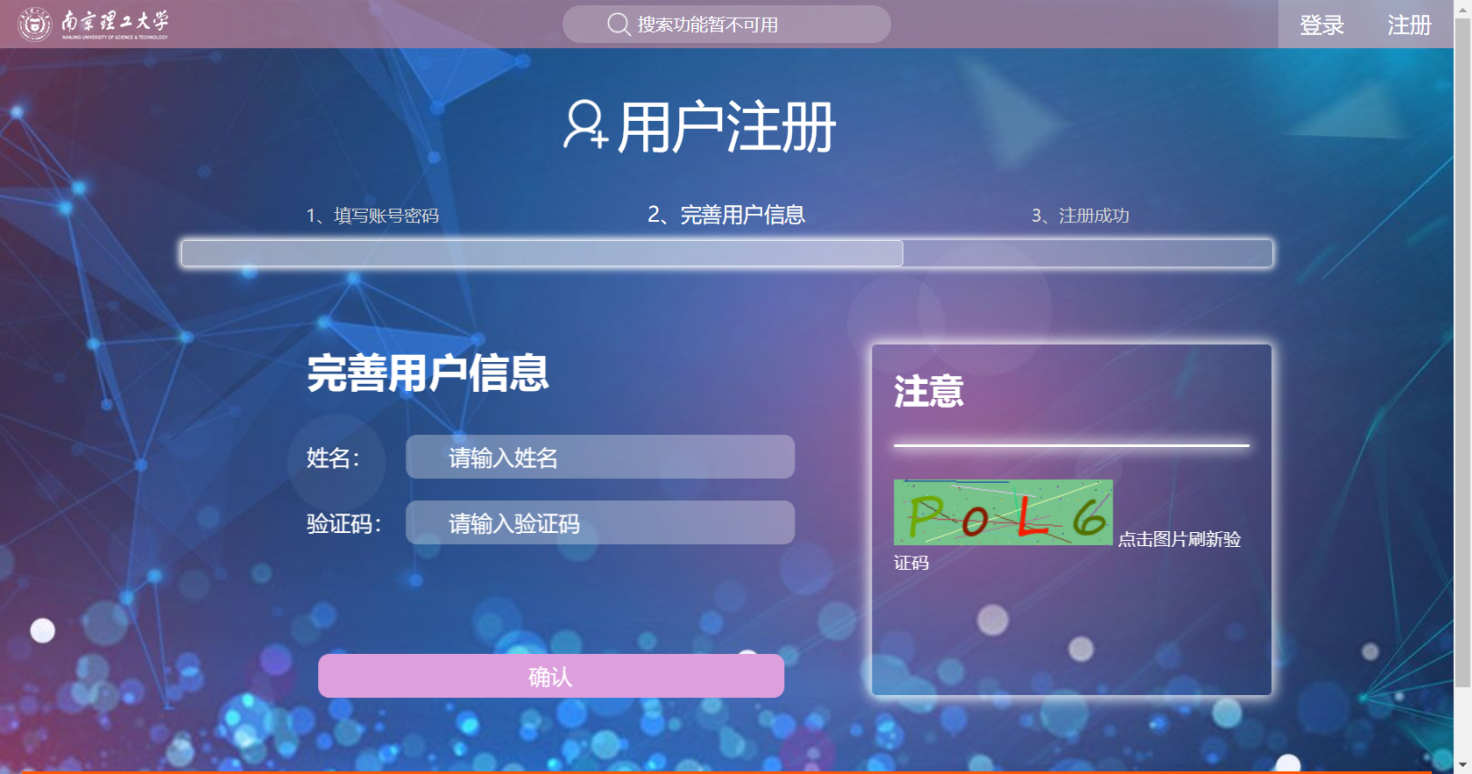 南京理工大学
NANJING UNIVERSITY OF SCIENCE & TECHNOLOGY
搜索功能暂不可用
登录 注册
用户注册
1、填写账号密码 2、完善用户信息 3、注册成功
完善用户信息
姓名：
请输入姓名
验证码：
请输入验证码
确认
注意
PoL6
点击图片刷新验
证码